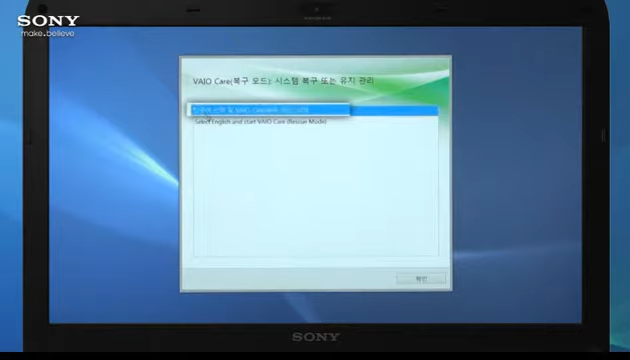 SONY
make.believe
SONY
VAIO Care(복구 모드): 시스템 복구 또는 유지 관리
Select English and start VAIO Care (Rescue Mode)
확인
SONY